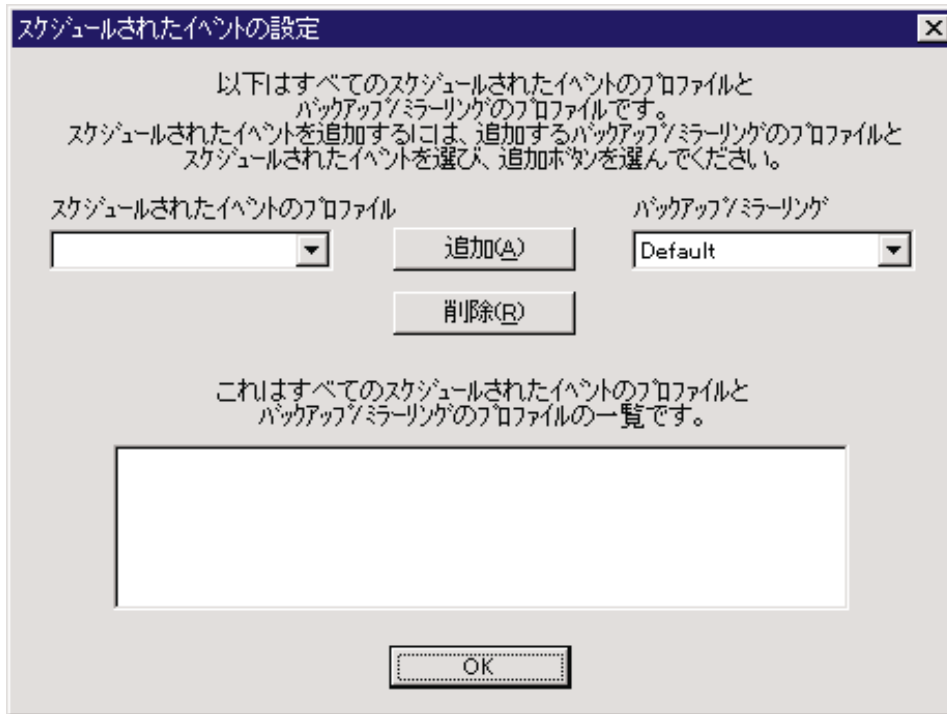 スケジュールされたイベントの設定
以下はすべてのスケジュールされたイベントのプロファイルと
バックアップ/ミラーリングのプロファイルです。
スケジュールされたイベントを追加するには、追加するバックアップ/ミラーリングのプロファイルと
スケジュールされたイベントを選び、追加ボタンを選んでください。
スケジュールされたイベントのプロファイル
バックアップ/ミラーリング
追加(A)
Default
削除(R)
これはすべてのスケジュールされたイベントのプロファイルと
バックアップ/ミラーリングのプロファイルの一覧です。
OK